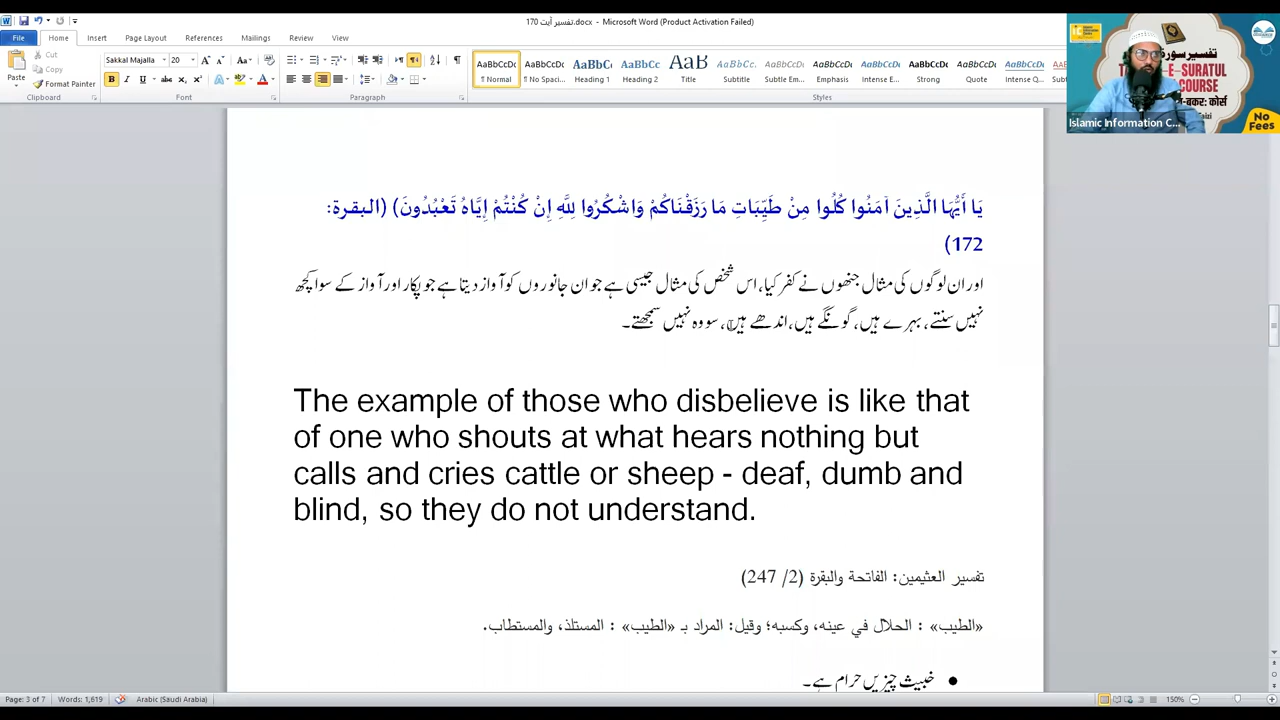 تفسير آيت 170.docx - Microsoft Word (Product Activation Failed)
File Home Insert Page Layout References Mailings Review View
Cut
Copy
Format Painter
Paste
Clipboard
Sakkal Majalla 20
Font
Paragraph
AaBbCcDc AaBbCcDc AaBbCc AaBbCc AaB AaBbCcDc AaBbCcDc AaBbCcDc AaBbCcDc AaBbCcDc AaBbCcDc AaBbCcDc
¶ Normal ¶ No Spaci... Heading 1 Heading 2 Title Subtitle Subtle Em... Emphasis Intense E... Strong Quote Intense Q...
Styles
تفسير سورة
E-SURATUL
COURSE
कोर्स
No
Fees
Islamic Information C...
يَا أَيُّهَا الَّذِينَ آمَنُوا كُلُوا مِنْ طَيِّبَاتِ مَا رَزَقْنَاكُمْ وَاشْكُرُوا لِلَّهِ إِنْ كُنْتُمْ إِيَّاهُ تَعْبُدُونَ) (البقرة:
172)
اور ان لوگوں کی مثال جنھوں نے کفر کیا، اس شخص کی مثال جیسی ہے جو ان جانوروں کو آواز دیتا ہے جو پکار اور آواز کے سوا کچھ
نہیں سنتے، بہرے ہیں، گونگے ہیں، اندھے ہیں، سو وہ نہیں سمجھتے۔
The example of those who disbelieve is like that
of one who shouts at what hears nothing but
calls and cries cattle or sheep - deaf, dumb and
blind, so they do not understand.
تفسير العثيمين: الفاتحة والبقرة (2/ 247)
«الطيب» : الحلال في عينه، وكسبه؛ وقيل: المراد بـ «الطيب» : المستلذ، والمستطاب.
• خبیث چیزیں حرام ہے۔
Page: 3 of 7 Words: 1,619 Arabic (Saudi Arabia) 150%